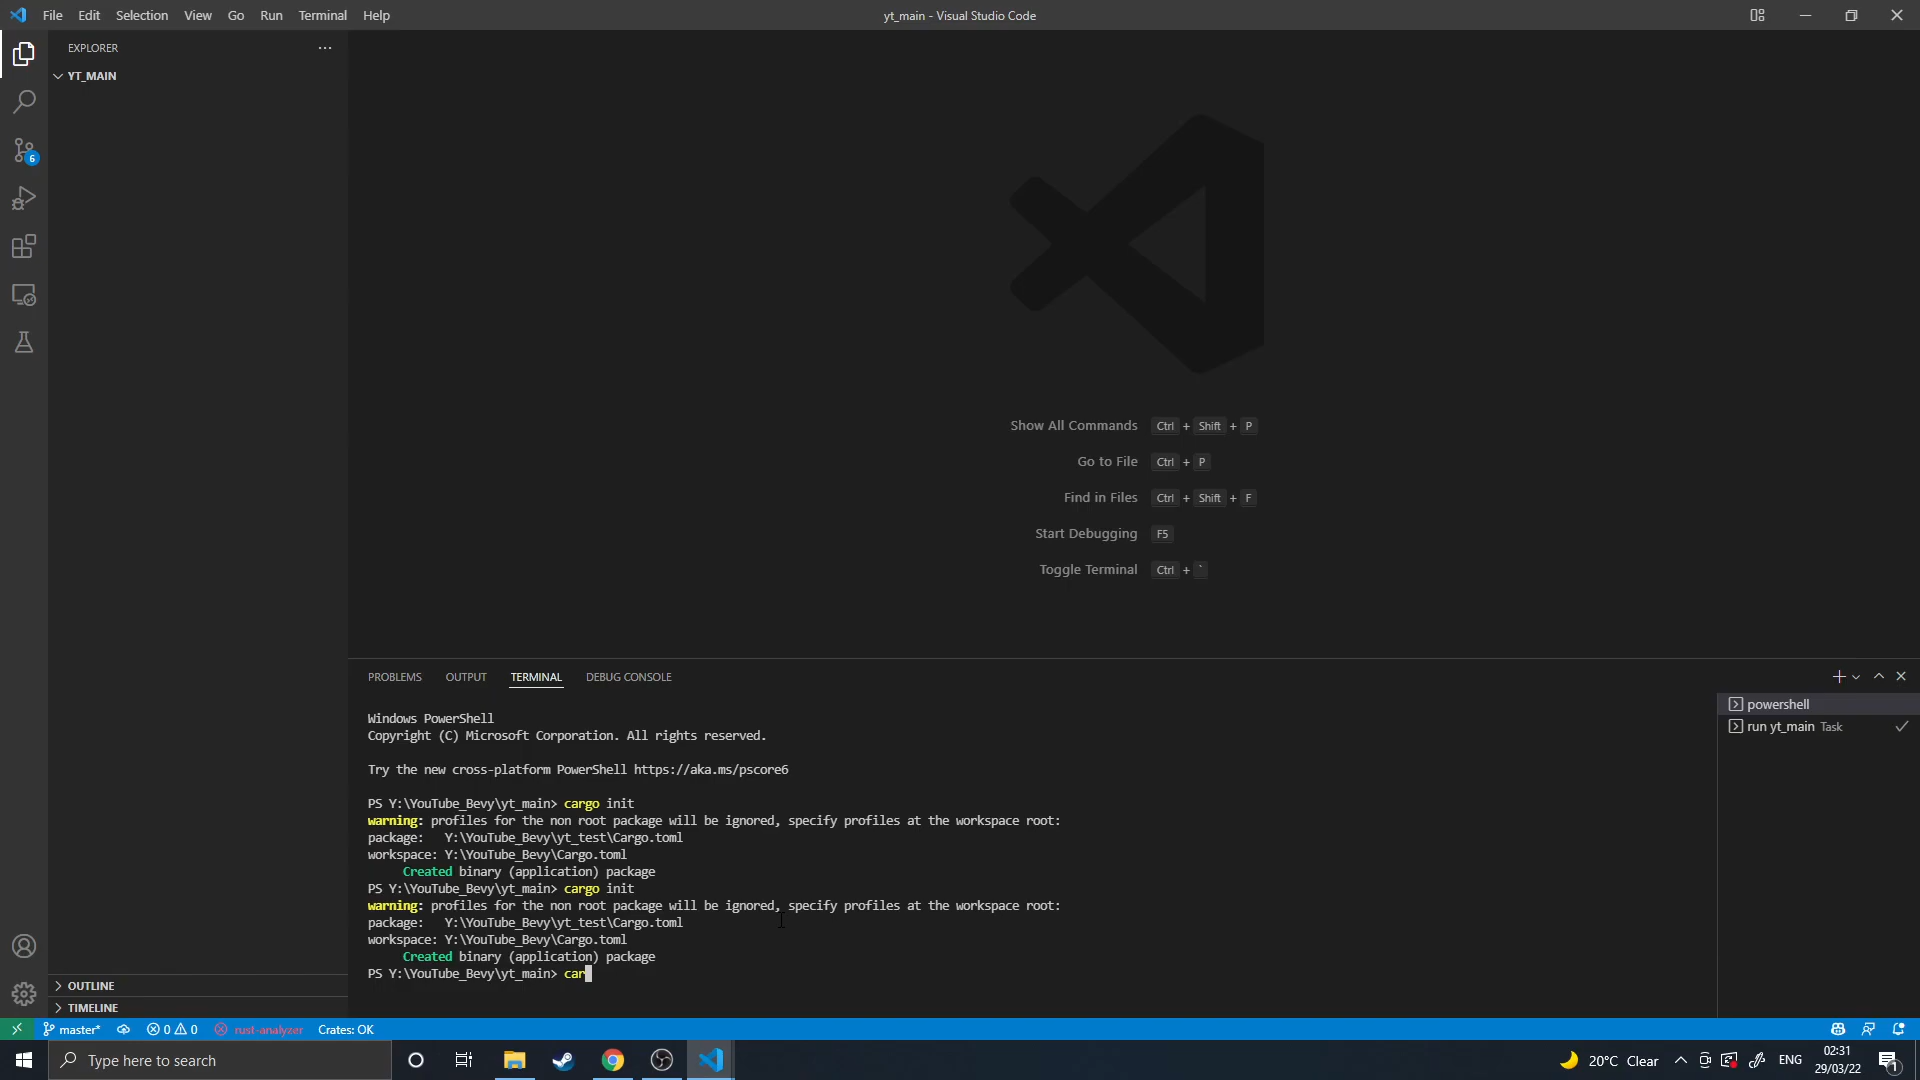 File Edit Selection View Go Run Terminal Help
yt_main - Visual Studio Code
EXPLORER
YT_MAIN
6
Show All Commands Ctrl + Shift + P
Go to File Ctrl + P
Find in Files Ctrl + Shift + F
Start Debugging F5
Toggle Terminal Ctrl + `
PROBLEMS OUTPUT TERMINAL DEBUG CONSOLE
powershell
run yt_main Task
Windows PowerShell
Copyright (C) Microsoft Corporation. All rights reserved.
Try the new cross-platform PowerShell https://aka.ms/pscore6
PS Y:\YouTube_Bevy\yt_main> cargo init
warning: profiles for the non root package will be ignored, specify profiles at the workspace root:
package:   Y:\YouTube_Bevy\yt_test\Cargo.toml
workspace: Y:\YouTube_Bevy\Cargo.toml
Created binary (application) package
PS Y:\YouTube_Bevy\yt_main> cargo init
warning: profiles for the non root package will be ignored, specify profiles at the workspace root:
package:   Y:\YouTube_Bevy\yt_test\Cargo.toml
workspace: Y:\YouTube_Bevy\Cargo.toml
Created binary (application) package
PS Y:\YouTube_Bevy\yt_main> car
OUTLINE
TIMELINE
master* 0 0 rust-analyzer Crates: OK
Type here to search
20°C Clear
ENG
02:31
29/03/22
1